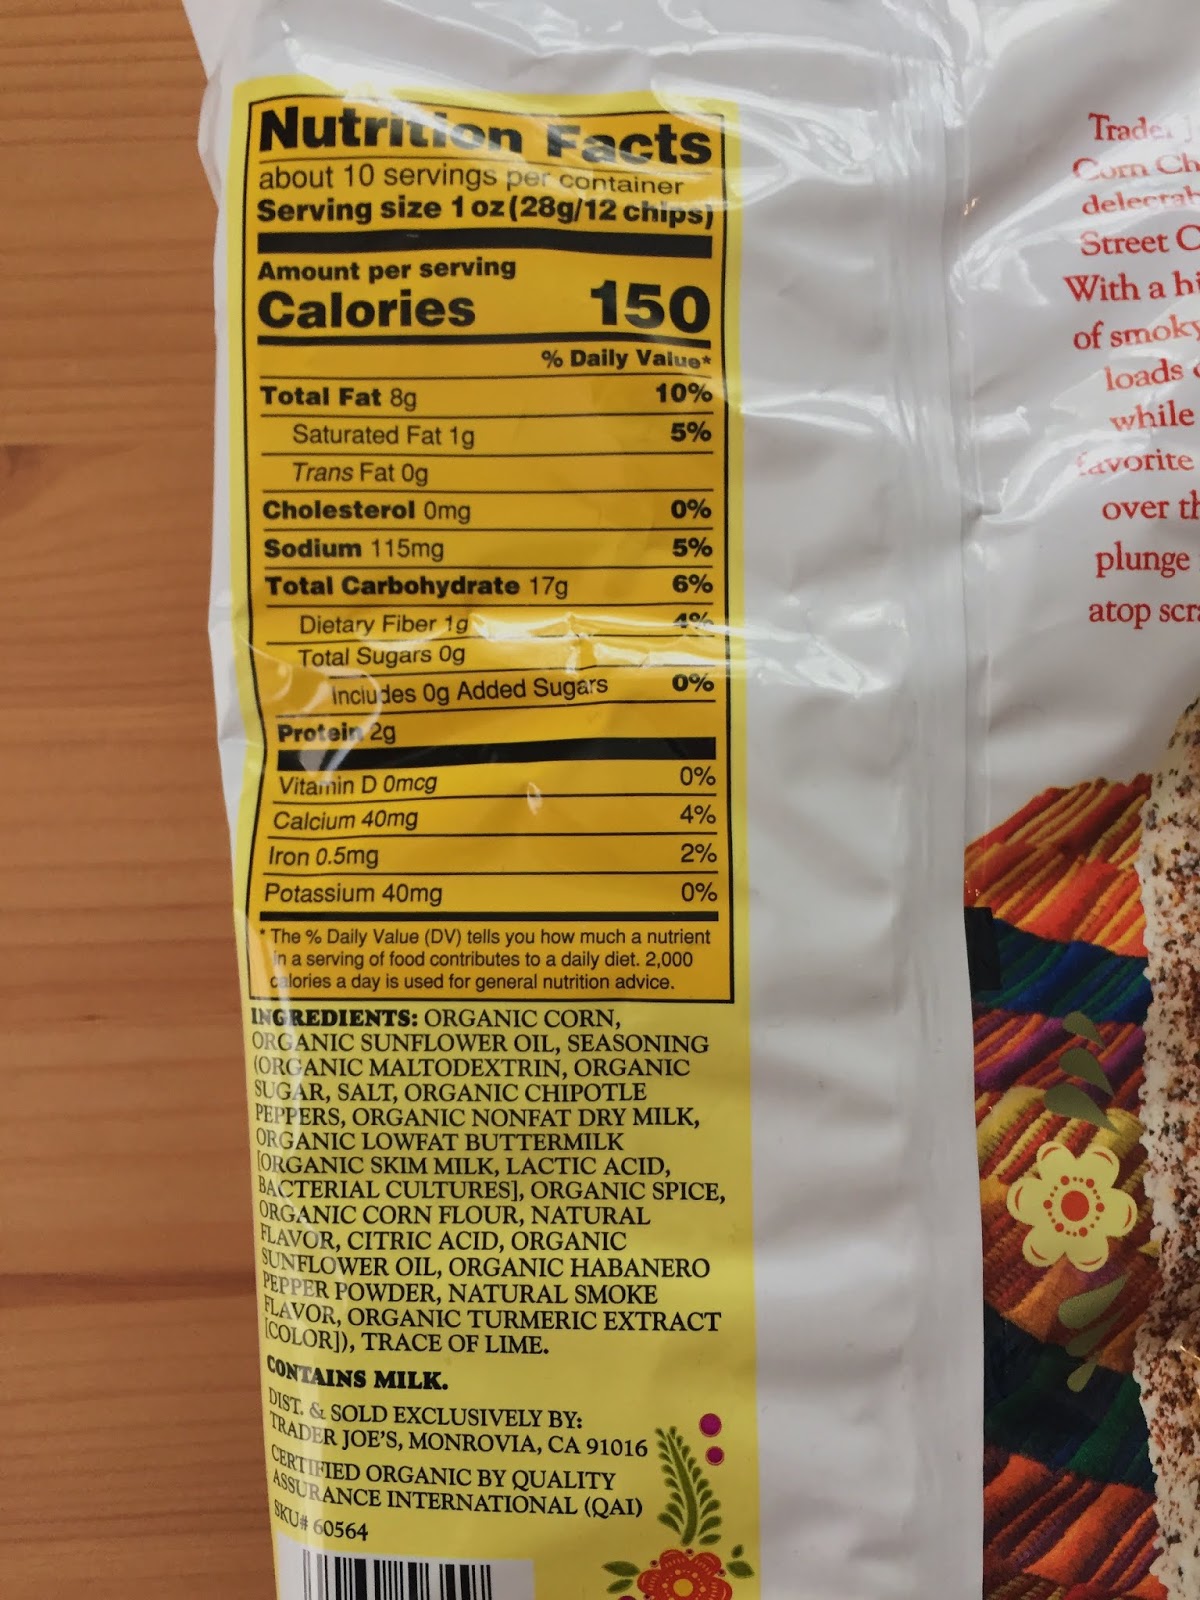 Nutrition Facts
about 10 servings per container
Serving size 1 oz (28g/12 chips)
Amount per serving
Calories 150
% Daily Value*
Total Fat 8g 10%
Saturated Fat 1g 5%
Trans Fat 0g
Cholesterol 0mg 0%
Sodium 115mg 5%
Total Carbohydrate 17g 6%
Dietary Fiber 1g 4%
Total Sugars 0g
Includes 0g Added Sugars 0%
Protein 2g
Vitamin D 0mcg 0%
Calcium 40mg 4%
Iron 0.5mg 2%
Potassium 40mg 0%
* The % Daily Value (DV) tells you how much a nutrient
in a serving of food contributes to a daily diet. 2,000
calories a day is used for general nutrition advice.
INGREDIENTS: ORGANIC CORN,
ORGANIC SUNFLOWER OIL, SEASONING
(ORGANIC MALTODEXTRIN, ORGANIC
SUGAR, SALT, ORGANIC CHIPOTLE
PEPPERS, ORGANIC NONFAT DRY MILK,
ORGANIC LOWFAT BUTTERMILK
[ORGANIC SKIM MILK, LACTIC ACID,
BACTERIAL CULTURES], ORGANIC SPICE,
ORGANIC CORN FLOUR, NATURAL
FLAVOR, CITRIC ACID, ORGANIC
SUNFLOWER OIL, ORGANIC HABANERO
PEPPER POWDER, NATURAL SMOKE
FLAVOR, ORGANIC TURMERIC EXTRACT
[COLOR]), TRACE OF LIME.
CONTAINS MILK.
DIST. & SOLD EXCLUSIVELY BY:
TRADER JOE'S, MONROVIA, CA 91016
CERTIFIED ORGANIC BY QUALITY
ASSURANCE INTERNATIONAL (QAI)
SKU# 60564
Corn
Street
With a
of smoky
loads
while
favorite
over
plunge
atop